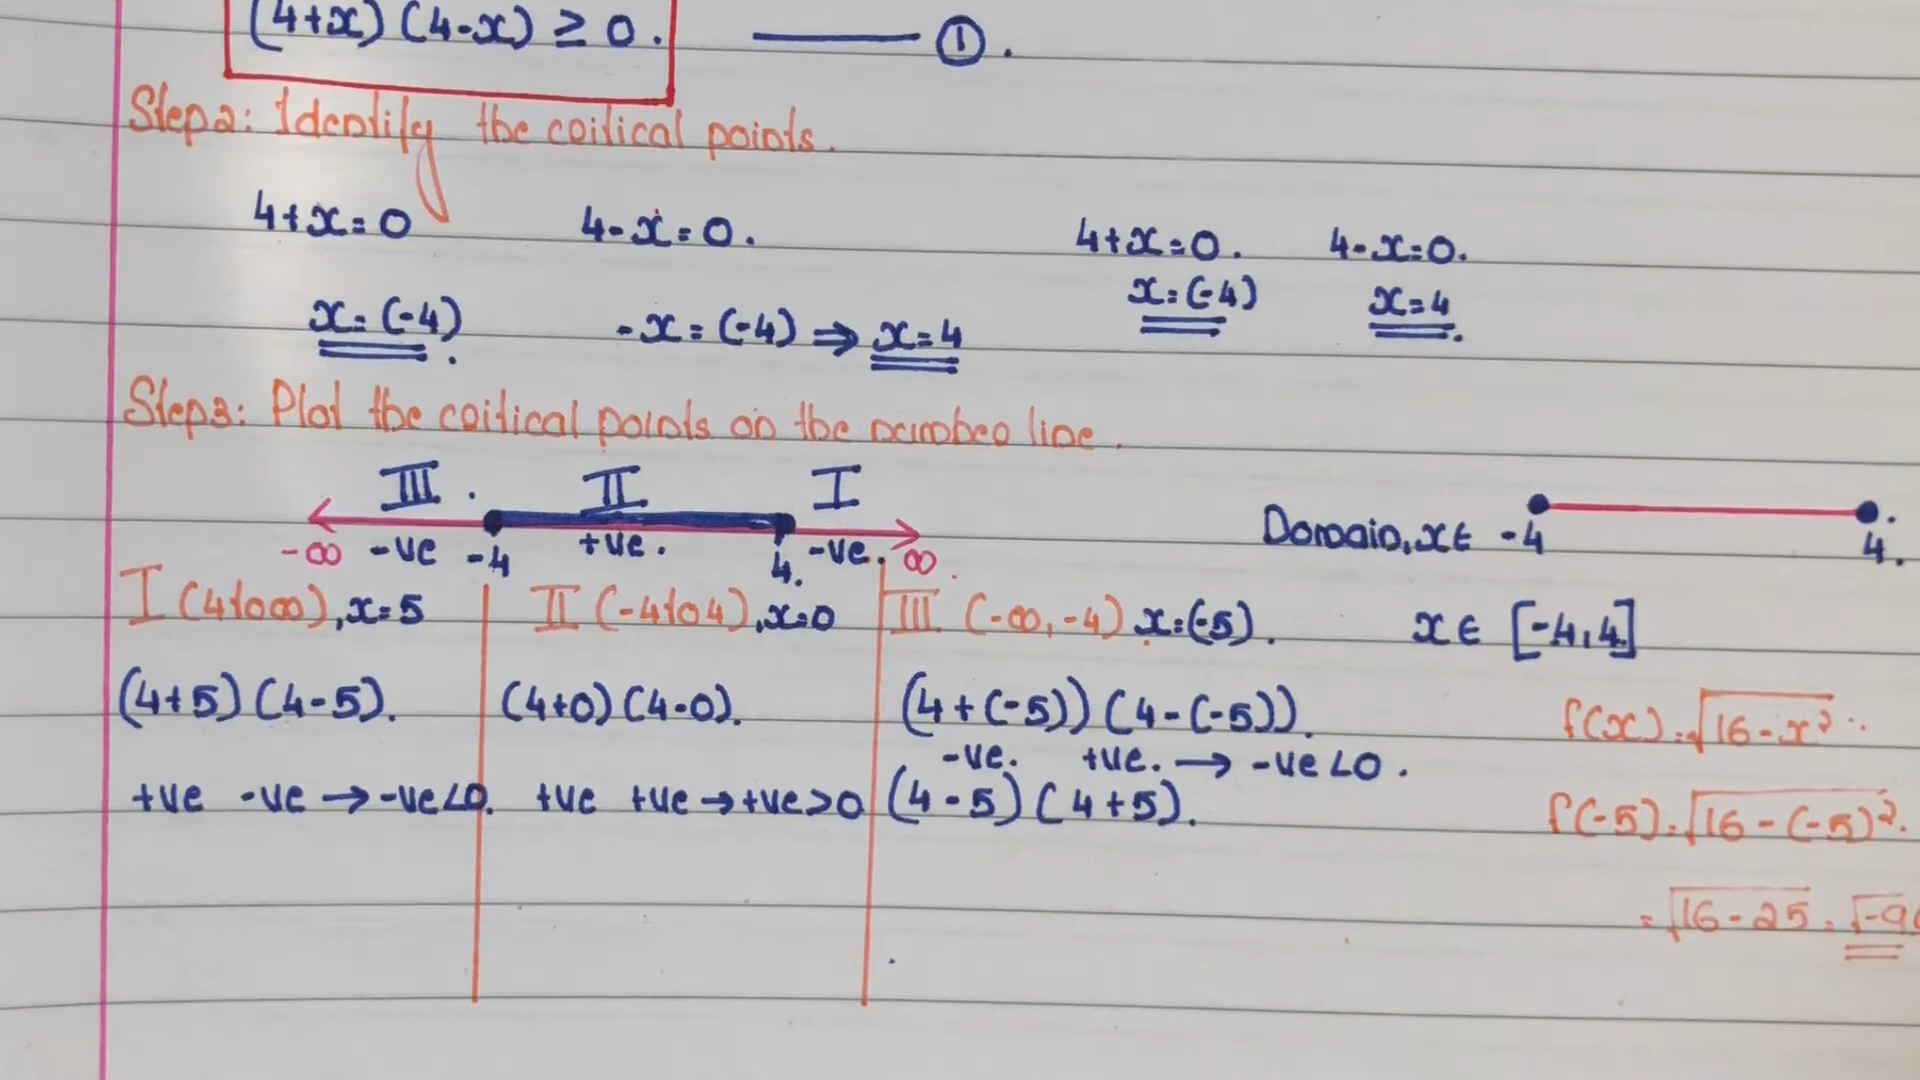 (4+x) (4-x) ≥ 0. —— ①.
Step2: Identify the critical points.
4+x=0 4-x=0. 4+x=0. 4-x=0.
x=(-4) x=4
x=(-4). -x=(-4) ⇒ x=4
Step3: Plot the critical points on the number line.
III. II I
-∞ -ve -4 +ve. 4. -ve. ∞.
Domain, x∈ -4 4.
I (4to∞), x=5 II (-4to4), x=0 III (-∞,-4) x=(-5). x∈ [-4,4]
(4+5)(4-5). (4+0)(4-0). (4+(-5))(4-(-5)). f(x)=√16-x²..
-ve. +ve. → -ve<0.
+ve -ve → -ve<0. +ve +ve → +ve>0 (4-5)(4+5). f(-5)=√16-(-5)².
=√16-25=√-9